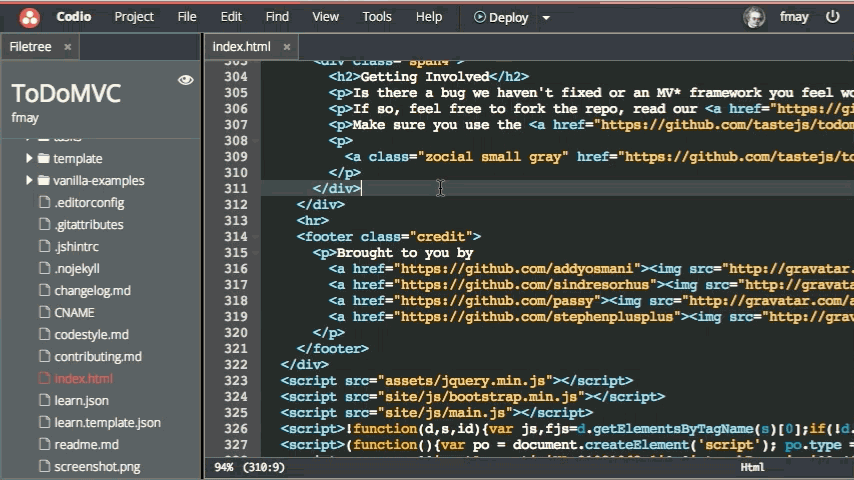 Codio Project File Edit Find View Tools Help Deploy fmay
Filetree × index.html ×
ToDoMVC
fmay
template
vanilla-examples
.editorconfig
.gitattributes
.jshintrc
.nojekyll
changelog.md
CNAME
codestyle.md
contributing.md
index.html
learn.json
learn.template.json
readme.md
screenshot.png
303 <div class="span4">
304 <h2>Getting Involved</h2>
305 <p>Is there a bug we haven't fixed or an MV* framework you feel wo
306 <p>If so, feel free to fork the repo, read our <a href="https://gi
307 <p>Make sure you use the <a href="https://github.com/tastejs/todom
308 <p>
309 <a class="zocial small gray" href="https://github.com/tastejs/to
310 </p>
311 </div>
312 </div>
313 <hr>
314 <footer class="credit">
315 <p>Brought to you by
316 <a href="https://github.com/addyosmani"><img src="http://gravatar.
317 <a href="https://github.com/sindresorhus"><img src="http://gravata
318 <a href="https://github.com/passy"><img src="http://gravatar.com/a
319 <a href="https://github.com/stephenplusplus"><img src="http://grav
320 </p>
321 </footer>
322 </div>
323 <script src="assets/jquery.min.js"></script>
324 <script src="site/js/bootstrap.min.js"></script>
325 <script src="site/js/main.js"></script>
326 <script>!function(d,s,id){var js,fjs=d.getElementsByTagName(s)[0];if(!d.
327 <script>(function(){var po = document.createElement('script'); po.type =
94% (310:9) Html